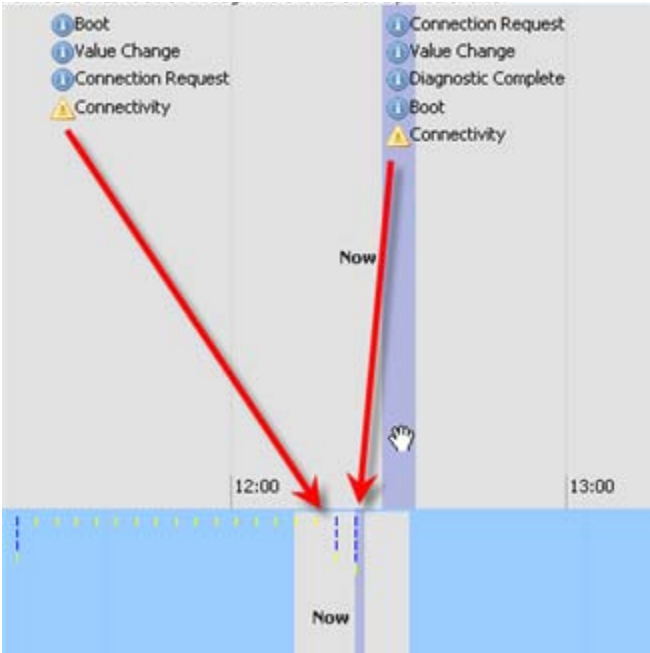 Boot
Value Change
Connection Request
Connectivity
Connection Request
Value Change
Diagnostic Complete
Boot
Connectivity
Now
12:00
13:00
Now